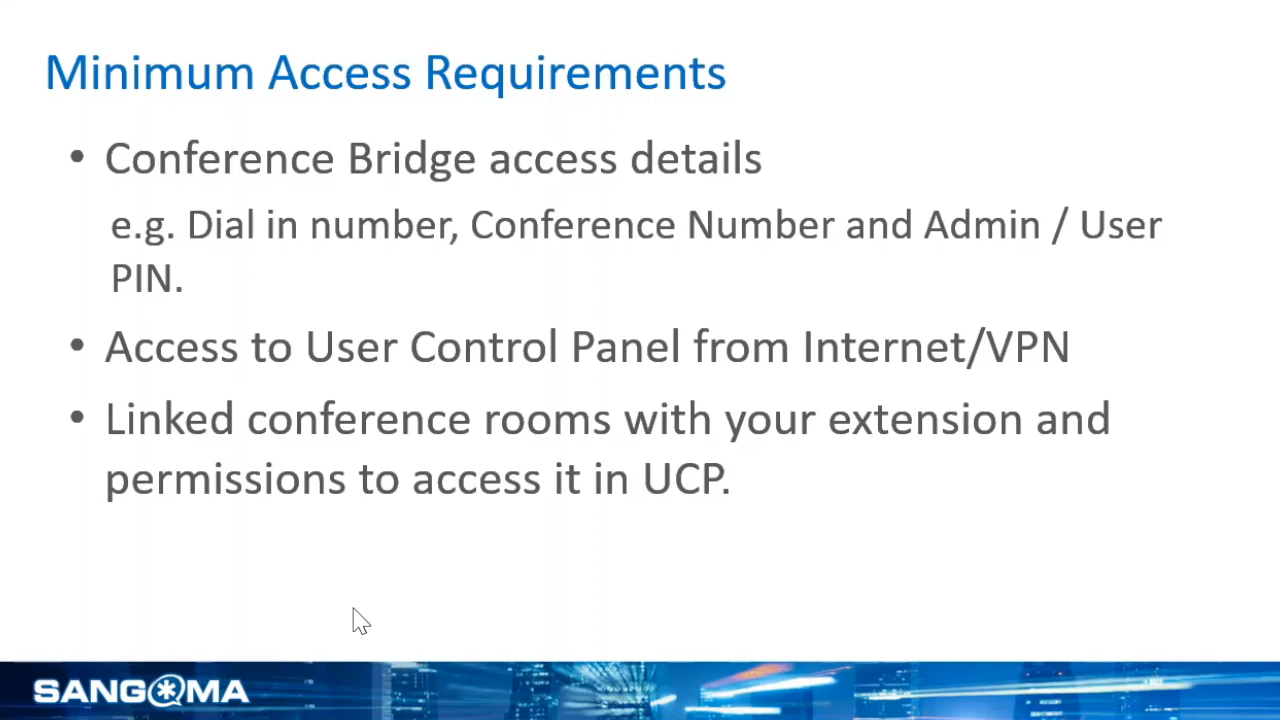 Minimum Access Requirements
• Conference Bridge access details
e.g. Dial in number, Conference Number and Admin / User
PIN.
• Access to User Control Panel from Internet/VPN
• Linked conference rooms with your extension and
permissions to access it in UCP.
SANGOMA